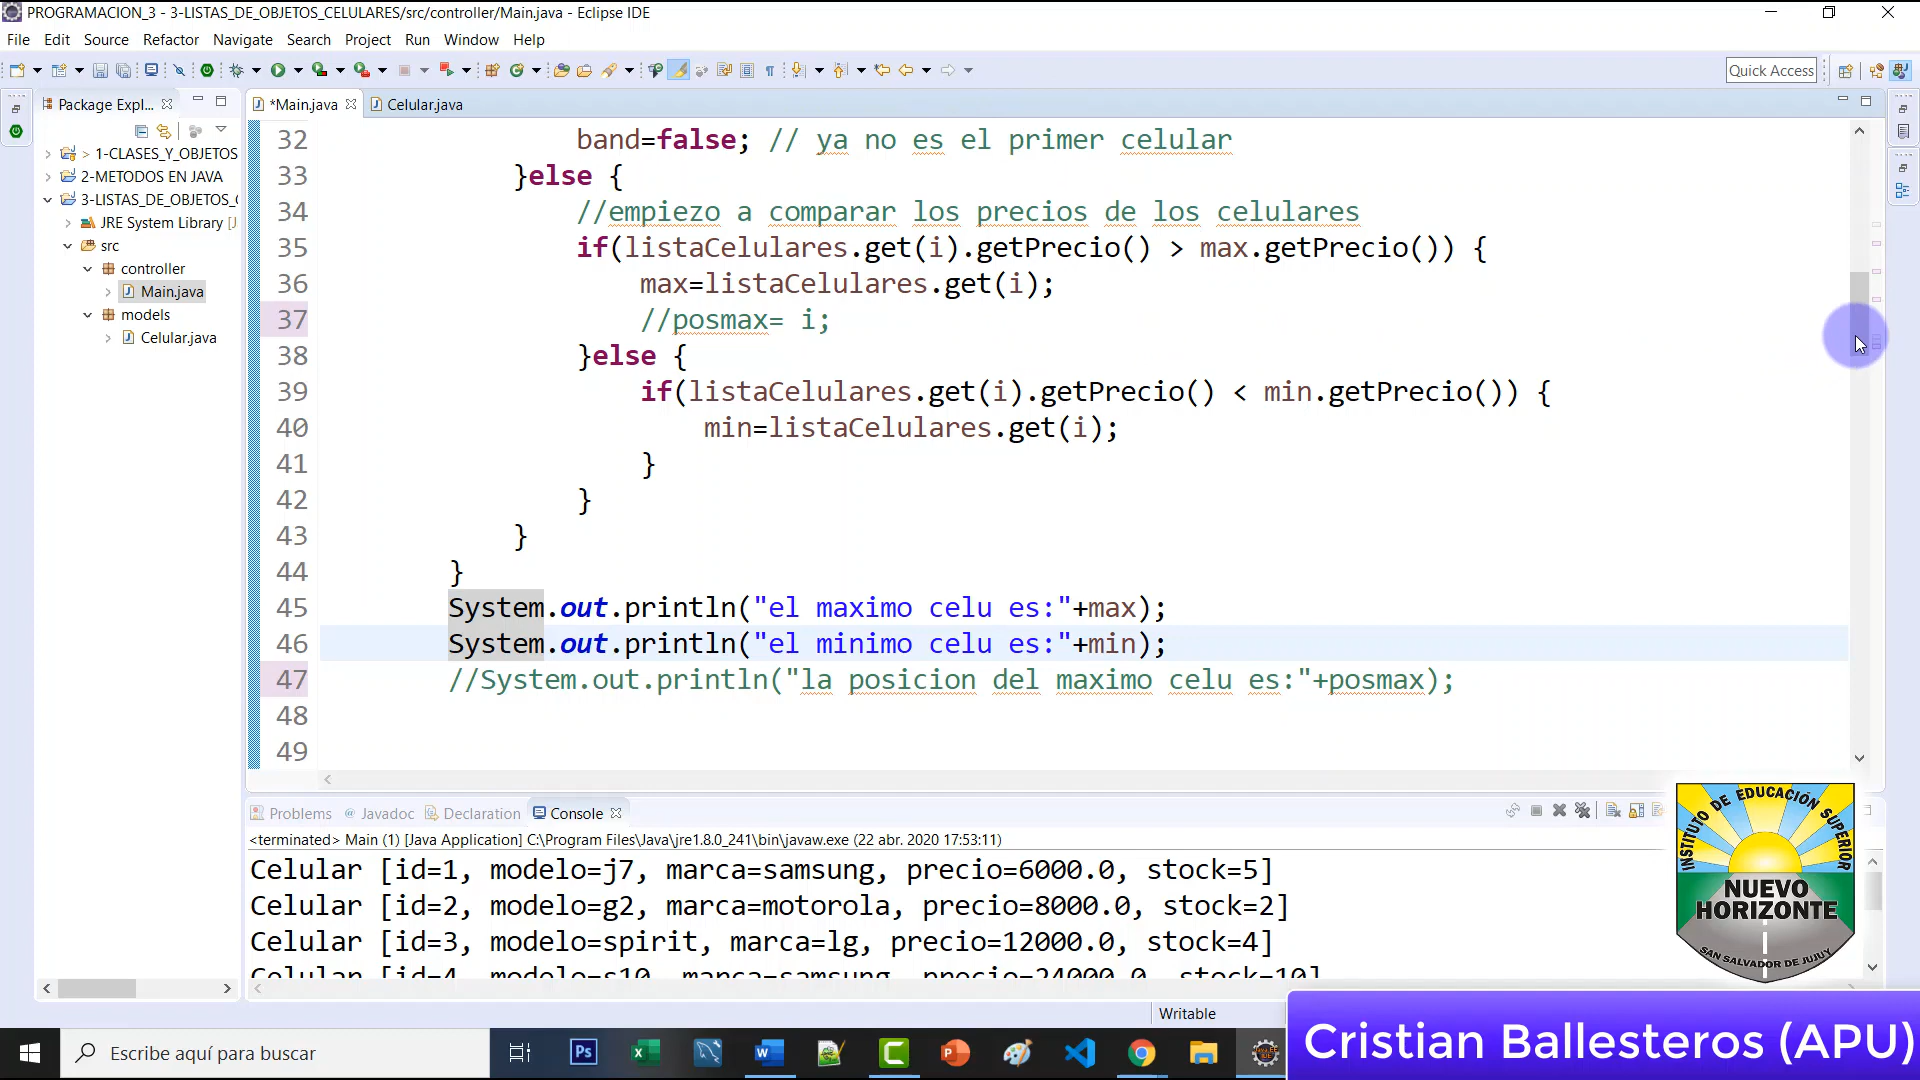 PROGRAMACION_3 - 3-LISTAS_DE_OBJETOS_CELULARES/src/controller/Main.java - Eclipse IDE
File Edit Source Refactor Navigate Search Project Run Window Help
Quick Access
Package Expl...
*Main.java
Celular.java
> 1-CLASES_Y_OBJETOS
2-METODOS EN JAVA
3-LISTAS_DE_OBJETOS_
JRE System Library [J
src
controller
Main.java
models
Celular.java
32 band=false; // ya no es el primer celular
33 }else {
34 //empiezo a comparar los precios de los celulares
35 if(listaCelulares.get(i).getPrecio() > max.getPrecio()) {
36 max=listaCelulares.get(i);
37 //posmax= i;
38 }else {
39 if(listaCelulares.get(i).getPrecio() < min.getPrecio()) {
40 min=listaCelulares.get(i);
41 }
42 }
43 }
44 }
45 System.out.println("el maximo celu es:"+max);
46 System.out.println("el minimo celu es:"+min);
47 //System.out.println("la posicion del maximo celu es:"+posmax);
48
49
Problems @ Javadoc Declaration Console
<terminated> Main (1) [Java Application] C:\Program Files\Java\jre1.8.0_241\bin\javaw.exe (22 abr. 2020 17:53:11)
Celular [id=1, modelo=j7, marca=samsung, precio=6000.0, stock=5]
Celular [id=2, modelo=g2, marca=motorola, precio=8000.0, stock=2]
Celular [id=3, modelo=spirit, marca=lg, precio=12000.0, stock=4]
Celular [id=4, modelo=s10, marca=samsung, precio=24000.0, stock=10]
INSTITUTO DE EDUCACIÓN SUPERIOR
NUEVO
HORIZONTE
SAN SALVADOR DE JUJUY
Writable
Cristian Ballesteros (APU)
Escribe aquí para buscar
Ps